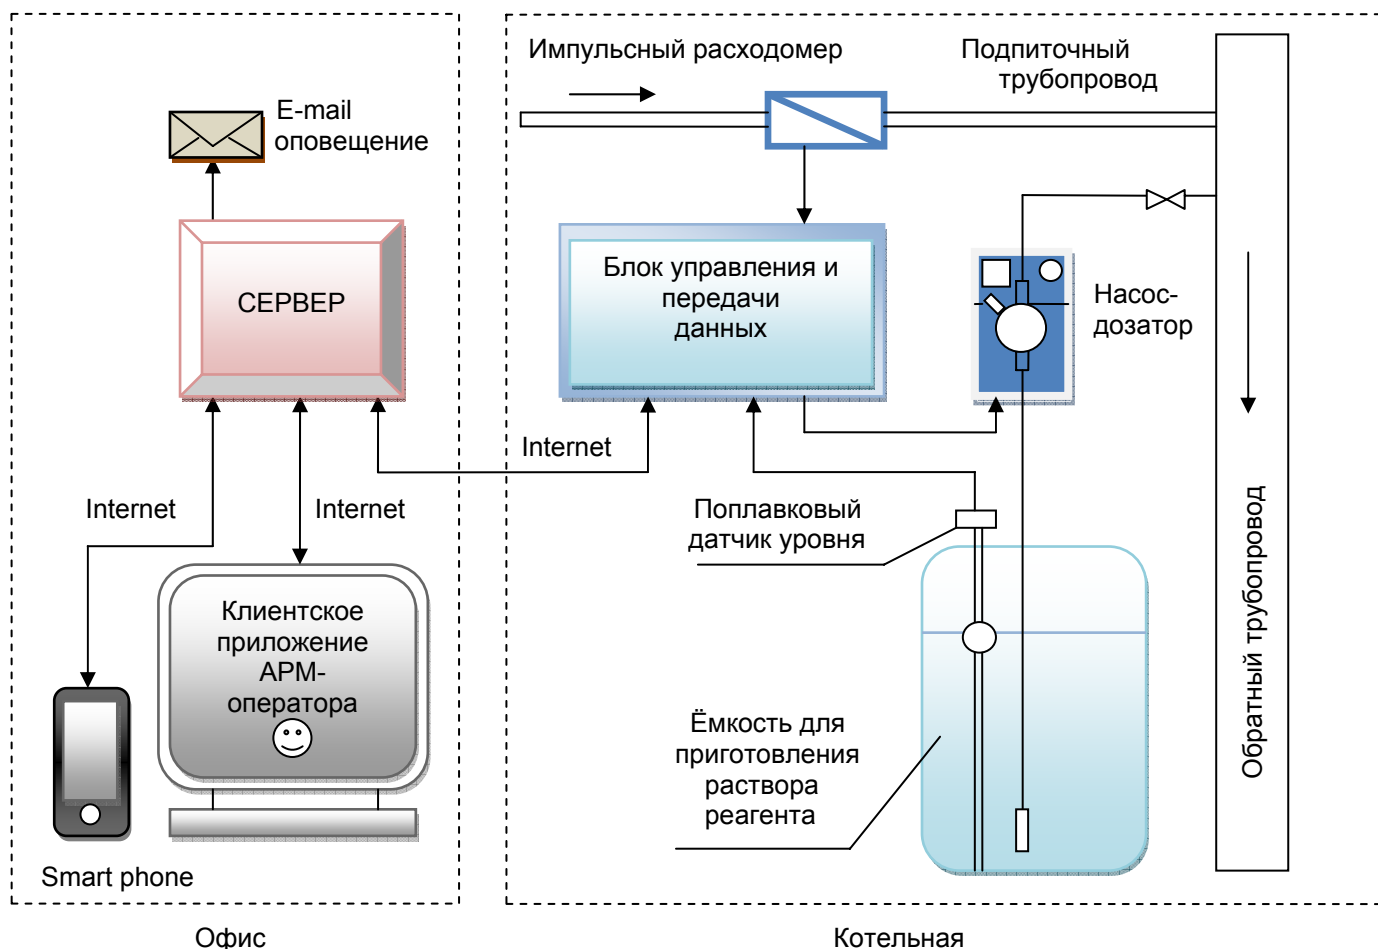 E-mail
оповещение
СЕРВЕР
Internet
Internet
Клиентское
приложение
АРМ-
оператора
Smart phone
Офис
Импульсный расходомер
Подпиточный
трубопровод
Блок управления и
передачи
данных
Насос-
дозатор
Internet
Поплавковый
датчик уровня
Ёмкость для
приготовления
раствора
реагента
Обратный трубопровод
Котельная